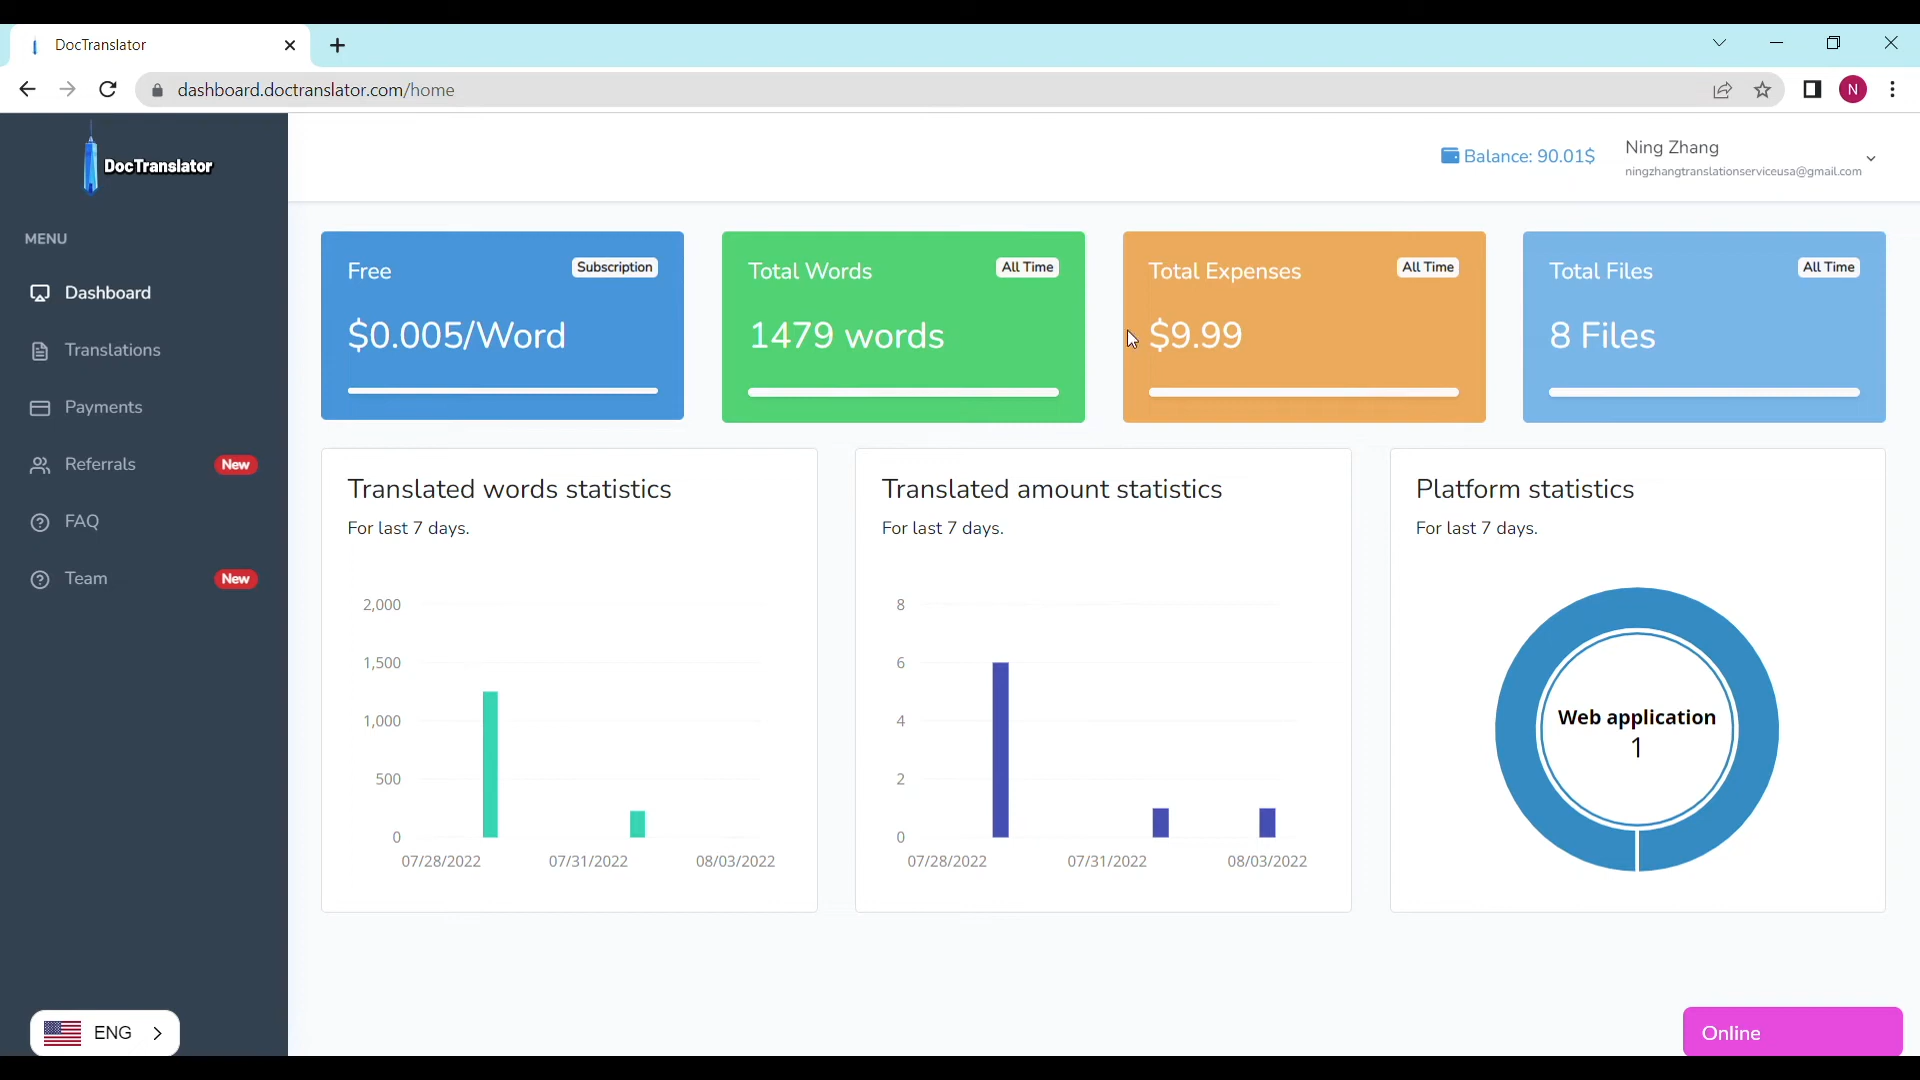 DocTranslator
dashboard.doctranslator.com/home
N
DocTranslator
Balance: 90.01$
Ning Zhang
ningzhangtranslationserviceusa@gmail.com
MENU
Dashboard
Translations
Payments
Referrals New
FAQ
Team New
Free Subscription
$0.005/Word
Total Words All Time
1479 words
Total Expenses All Time
$9.99
Total Files All Time
8 Files
Translated words statistics
For last 7 days.
2,000
1,500
1,000
500
0
07/28/2022 07/31/2022 08/03/2022
Translated amount statistics
For last 7 days.
8
6
4
2
0
07/28/2022 07/31/2022 08/03/2022
Platform statistics
For last 7 days.
Web application
1
ENG
Online